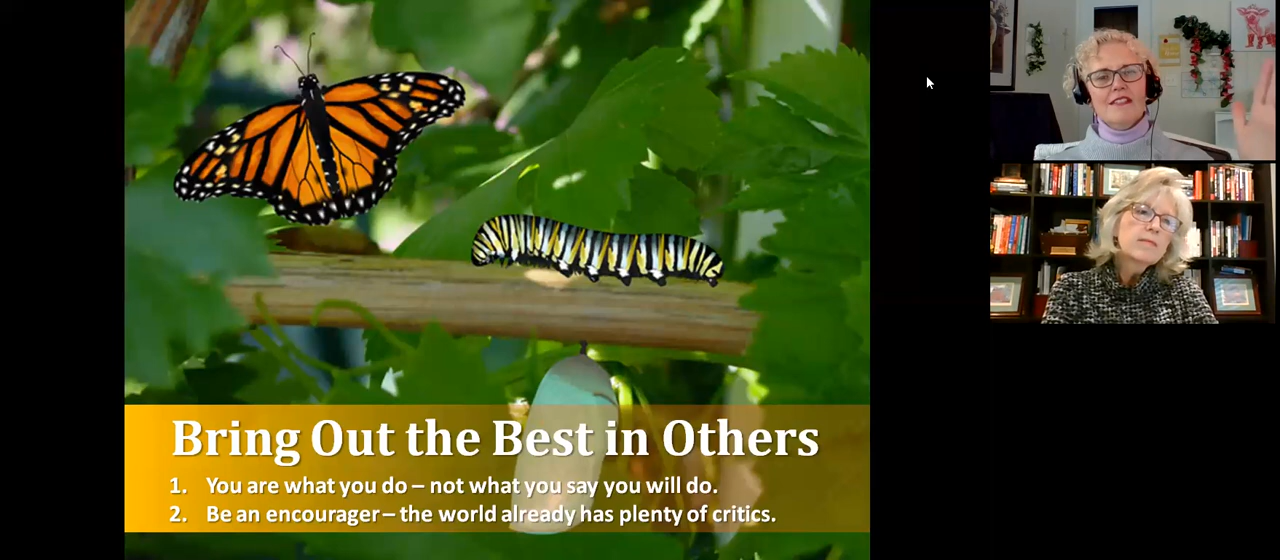 Bring Out the Best in Others
1. You are what you do – not what you say you will do.
2. Be an encourager – the world already has plenty of critics.